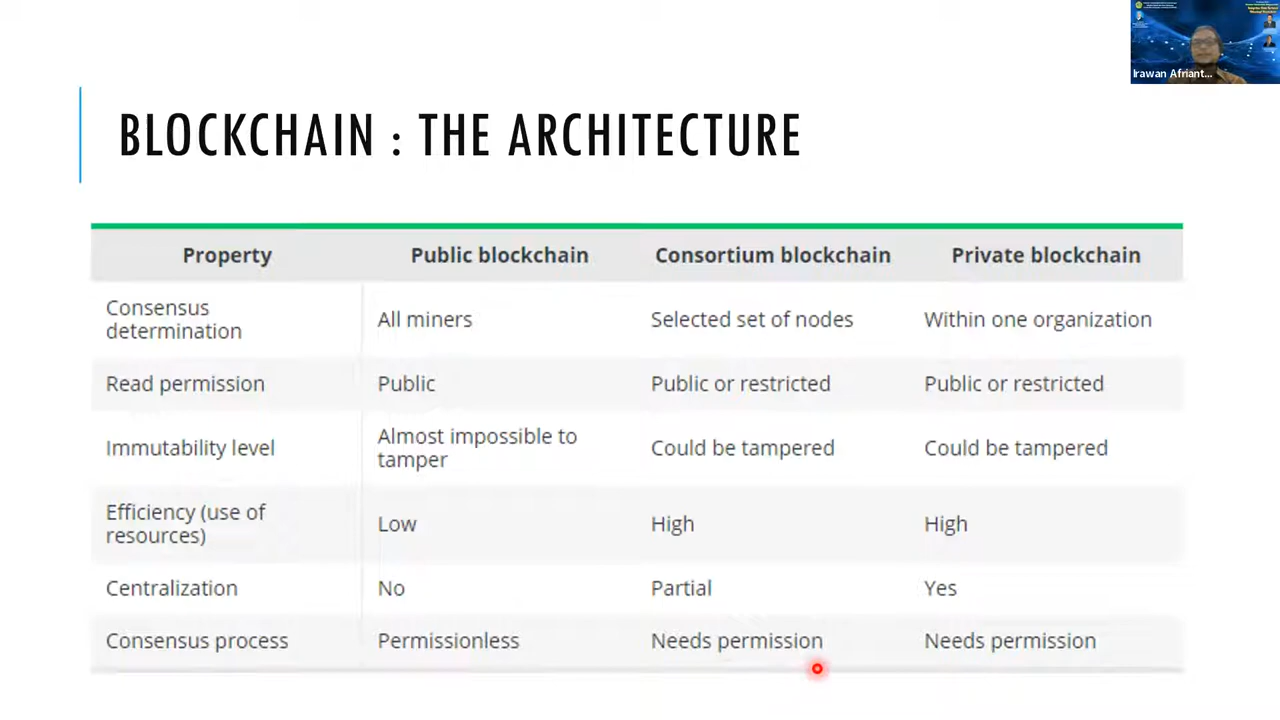 Irawan Afriant...
BLOCKCHAIN : THE ARCHITECTURE
Property Public blockchain Consortium blockchain Private blockchain
Consensus determination All miners Selected set of nodes Within one organization
Read permission Public Public or restricted Public or restricted
Immutability level Almost impossible to tamper Could be tampered Could be tampered
Efficiency (use of resources) Low High High
Centralization No Partial Yes
Consensus process Permissionless Needs permission Needs permission